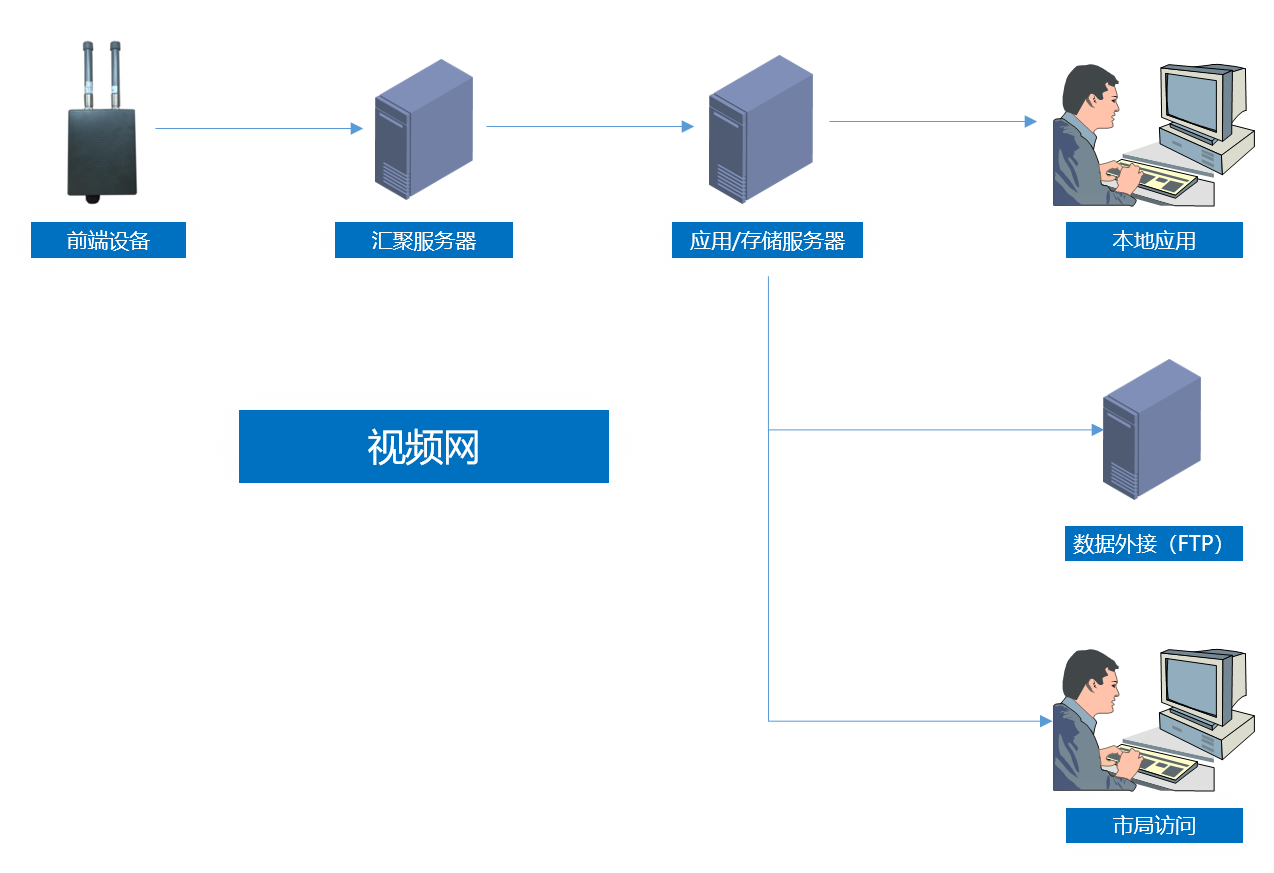 前端设备
汇聚服务器
应用/存储服务器
本地应用
视频网
数据外接（FTP）
市局访问